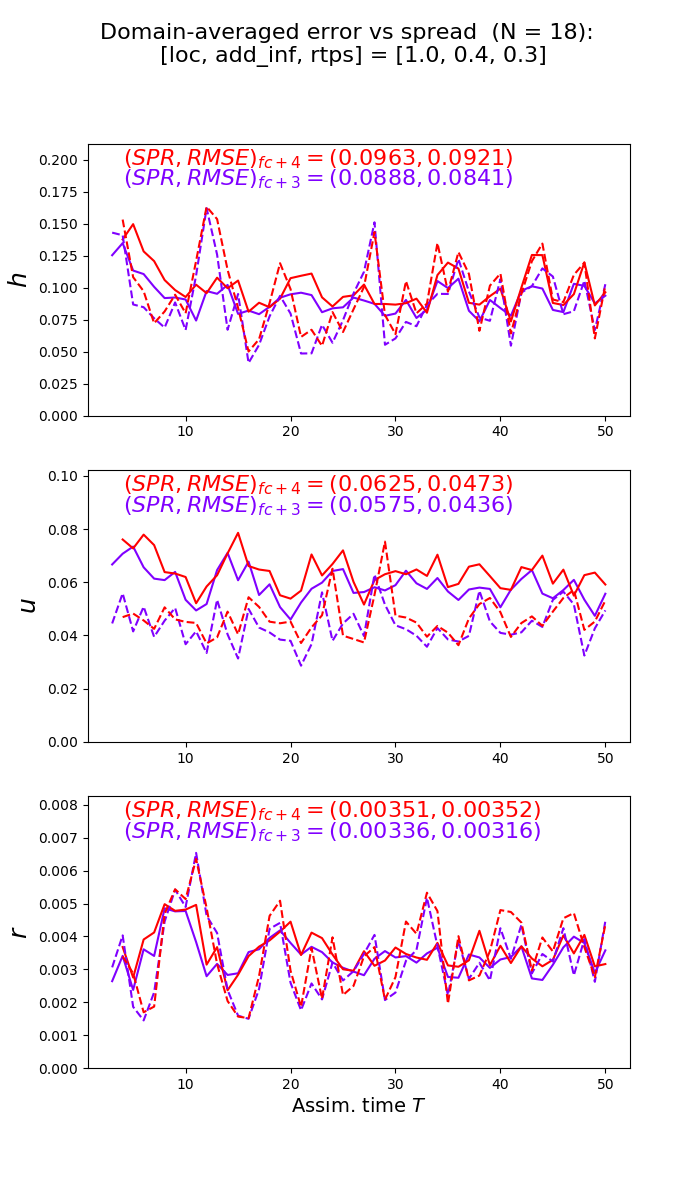 Domain-averaged error vs spread (N = 18):
[loc, add_inf, rtps] = [1.0, 0.4, 0.3]
(SPR, RMSE)fc+4 = (0.0963, 0.0921)
(SPR, RMSE)fc+3 = (0.0888, 0.0841)
0.200
0.175
0.150
0.125
0.100
0.075
0.050
0.025
0.000
h
10 20 30 40 50
(SPR, RMSE)fc+4 = (0.0625, 0.0473)
(SPR, RMSE)fc+3 = (0.0575, 0.0436)
0.10
0.08
0.06
0.04
0.02
0.00
u
10 20 30 40 50
(SPR, RMSE)fc+4 = (0.00351, 0.00352)
(SPR, RMSE)fc+3 = (0.00336, 0.00316)
0.008
0.007
0.006
0.005
0.004
0.003
0.002
0.001
0.000
r
10 20 30 40 50
Assim. time T